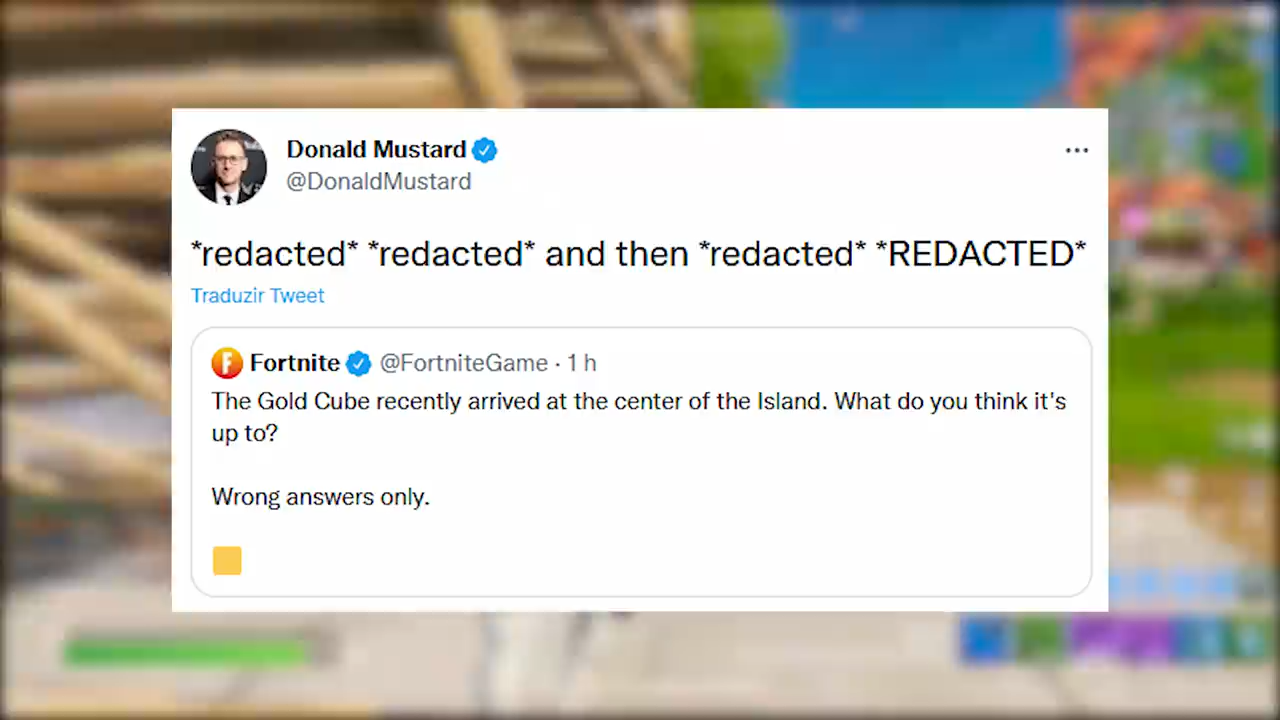 Donald Mustard
@DonaldMustard
*redacted* *redacted* and then *redacted* *REDACTED*
Traduzir Tweet
Fortnite @FortniteGame · 1 h
The Gold Cube recently arrived at the center of the Island. What do you think it's
up to?
Wrong answers only.